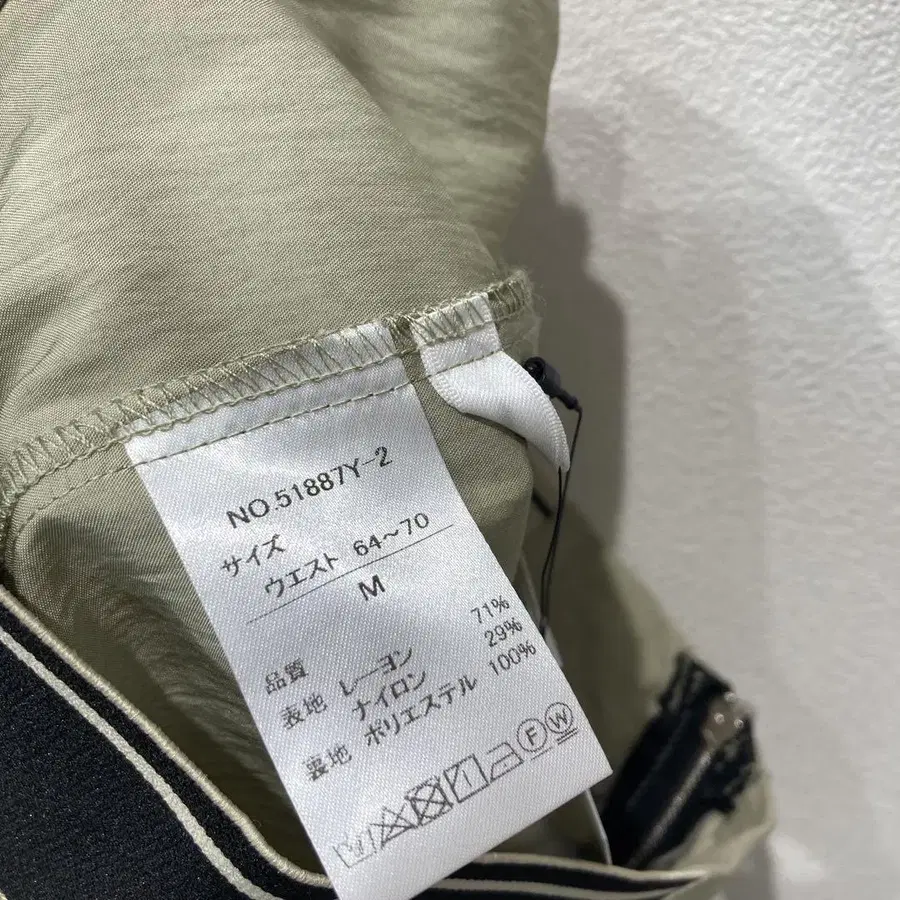 NO.51887Y-2
サイズ
ウエスト 64～70
M
品質
表地 レーヨン 71%
ナイロン 29%
裏地 ポリエステル 100%
F W